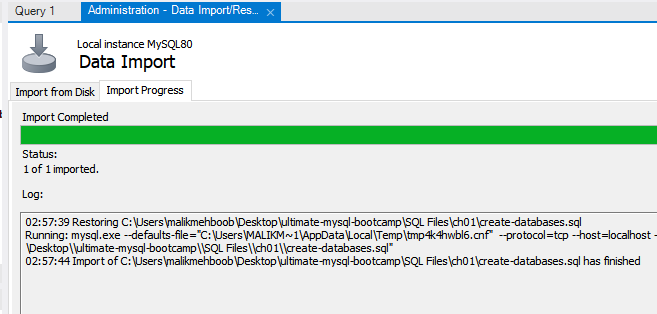 Query 1
Administration - Data Import/Res...
Local instance MySQL80
Data Import
Import from Disk
Import Progress
Import Completed
Status:
1 of 1 imported.
Log:
02:57:39 Restoring C:\Users\malikmehboob\Desktop\ultimate-mysql-bootcamp\SQL Files\ch01\create-databases.sql
Running: mysql.exe --defaults-file="C:\Users\MALIKM~1\AppData\Local\Temp\tmp4k4hwbl6.cnf" --protocol=tcp --host=localhost -
\Desktop\\ultimate-mysql-bootcamp\\SQL Files\\ch01\\create-databases.sql"
02:57:44 Import of C:\Users\malikmehboob\Desktop\ultimate-mysql-bootcamp\SQL Files\ch01\create-databases.sql has finished